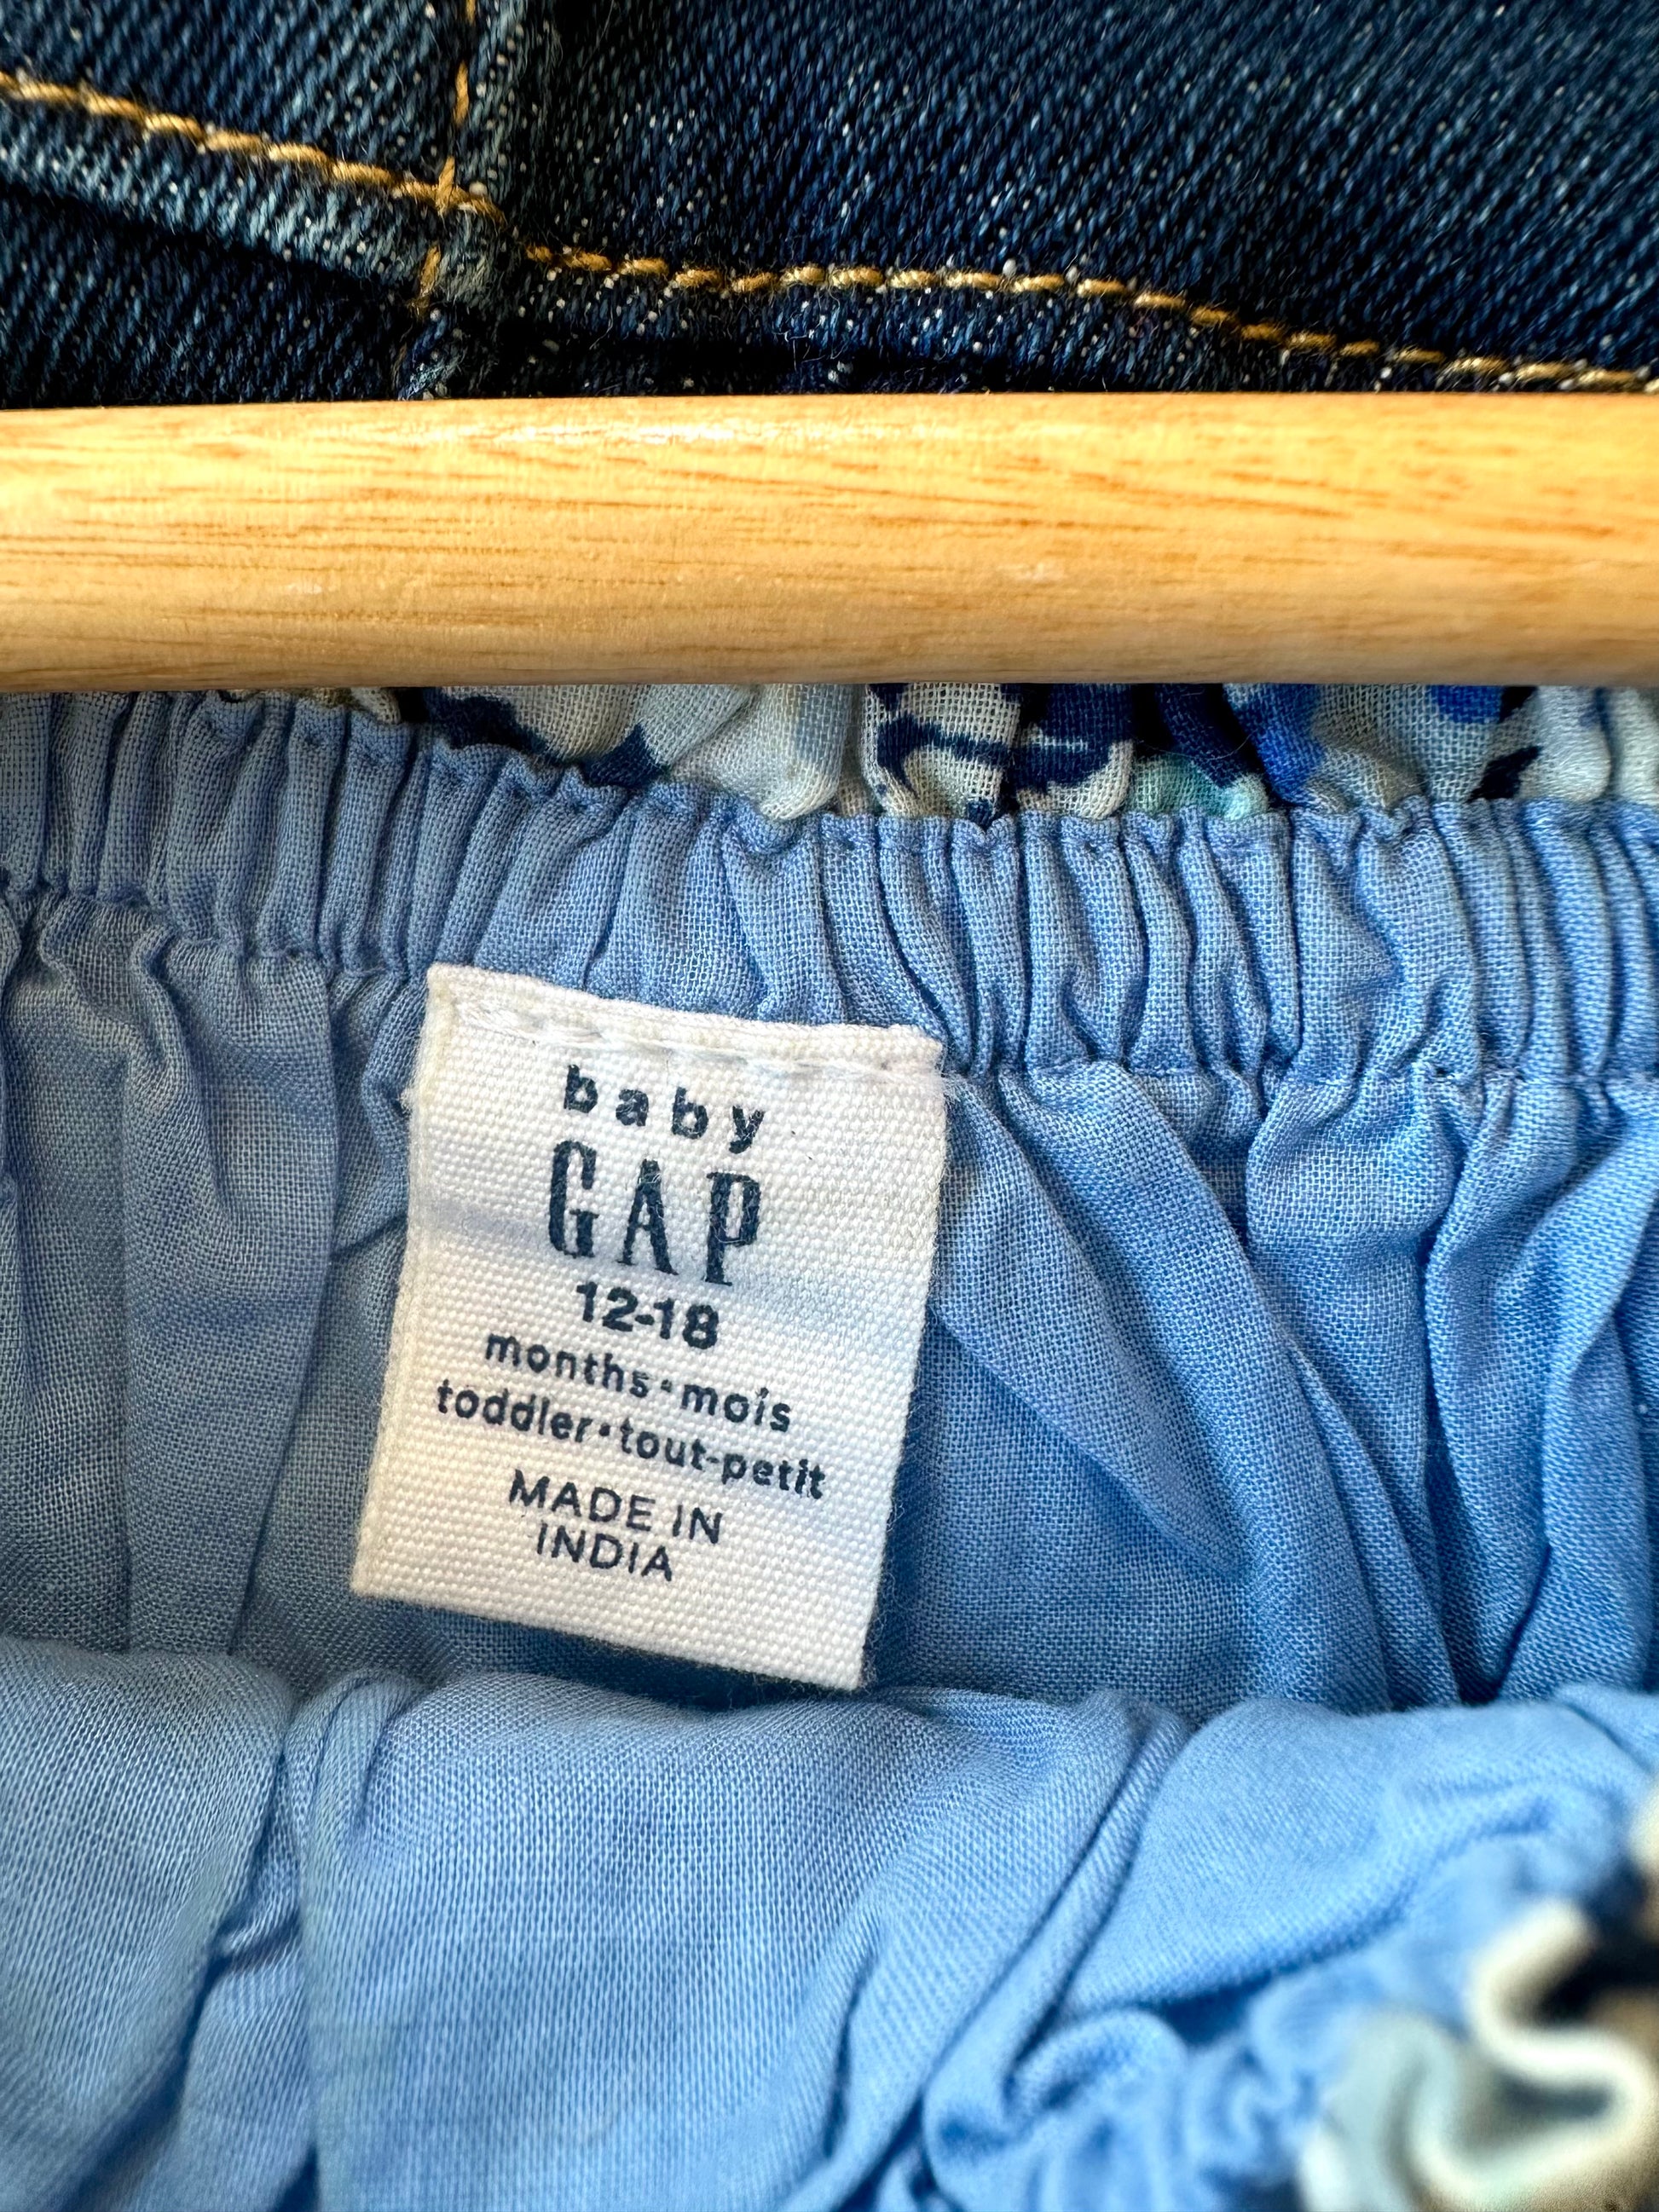 baby
GAP
12-18
months•mois
toddler•tout-petit
MADE IN
INDIA